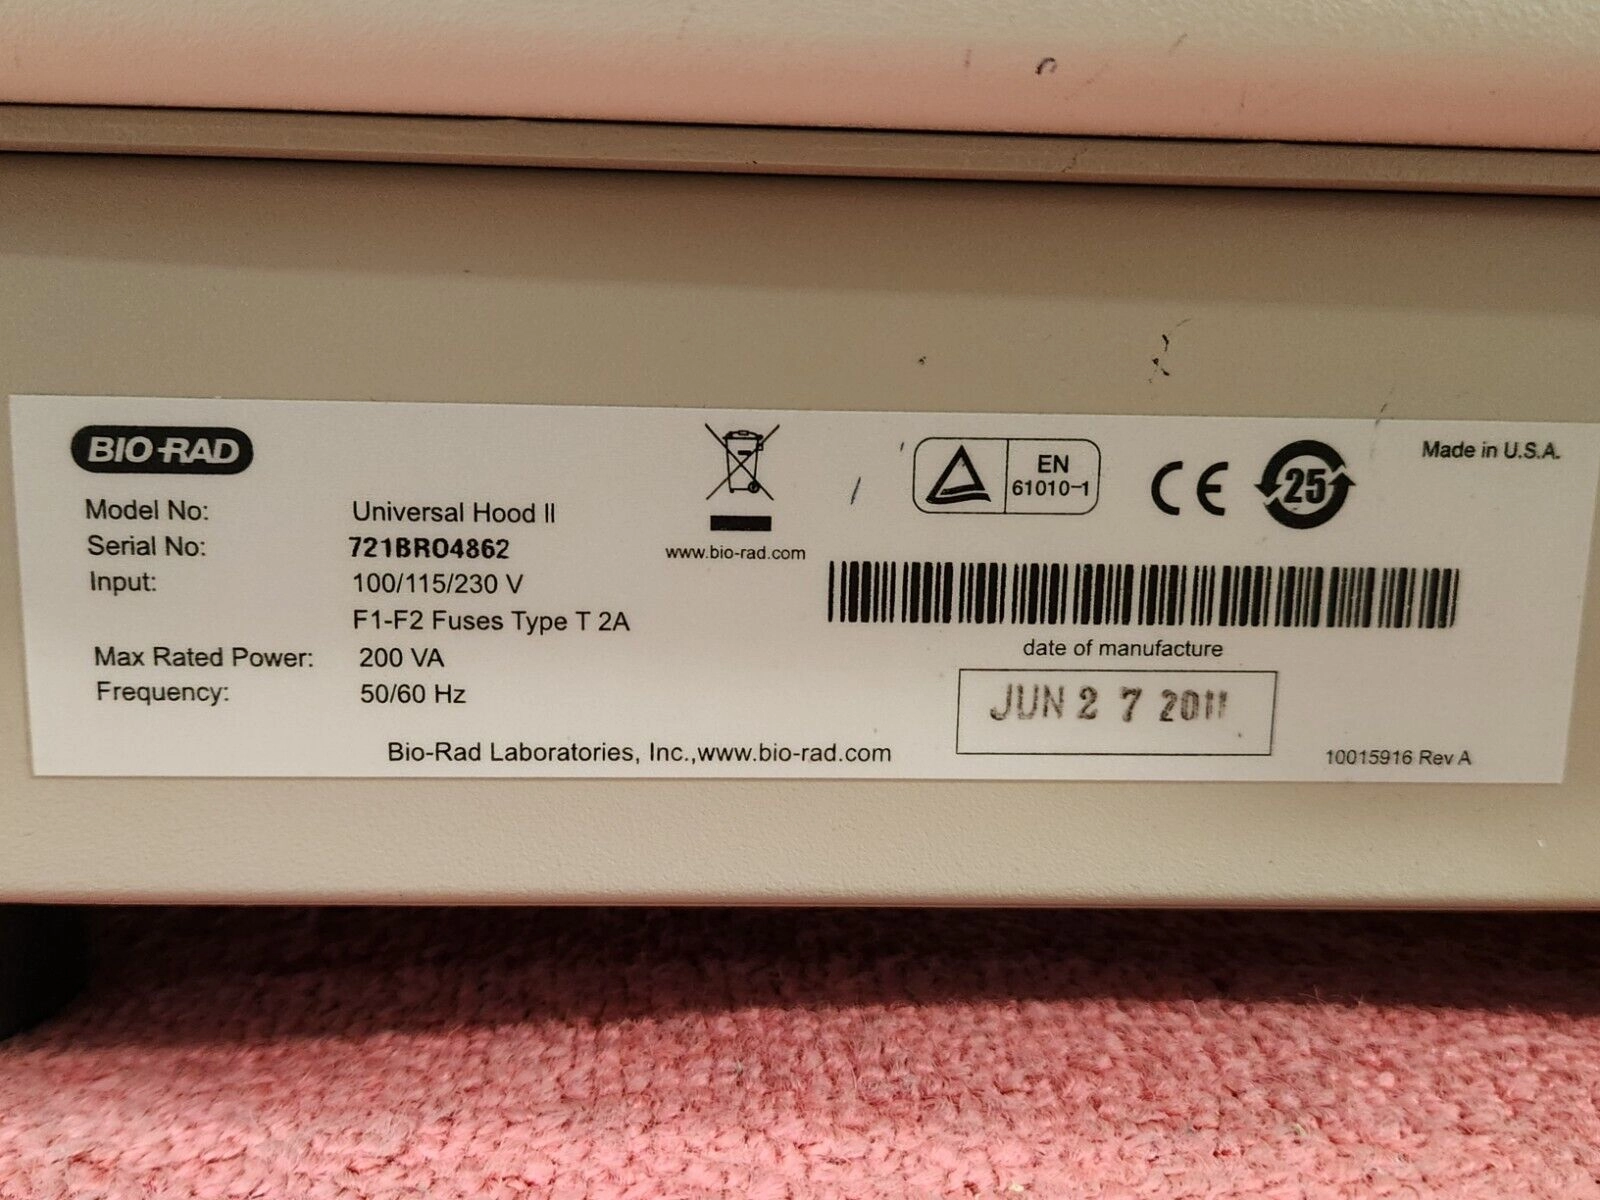 BIO-RAD
Model No: Universal Hood II
Serial No: 721BR04862
Input: 100/115/230 V
F1-F2 Fuses Type T 2A
Max Rated Power: 200 VA
Frequency: 50/60 Hz
Bio-Rad Laboratories, Inc.,www.bio-rad.com
www.bio-rad.com
EN
61010-1
CE
25
Made in U.S.A.
date of manufacture
JUN 27 2011
10015916 Rev A